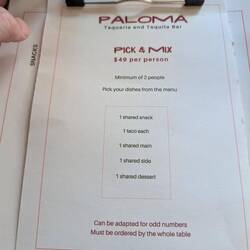 PALOMA
Taqueria and Tequila Bar
PICK & MIX
$49 per person
Minimum of 2 people
Pick your dishes from the menu
1 shared snack
1 taco each
1 shared main
1 shared side
1 shared dessert
Can be adapted for odd numbers
Must be ordered by the whole table
SNACKS